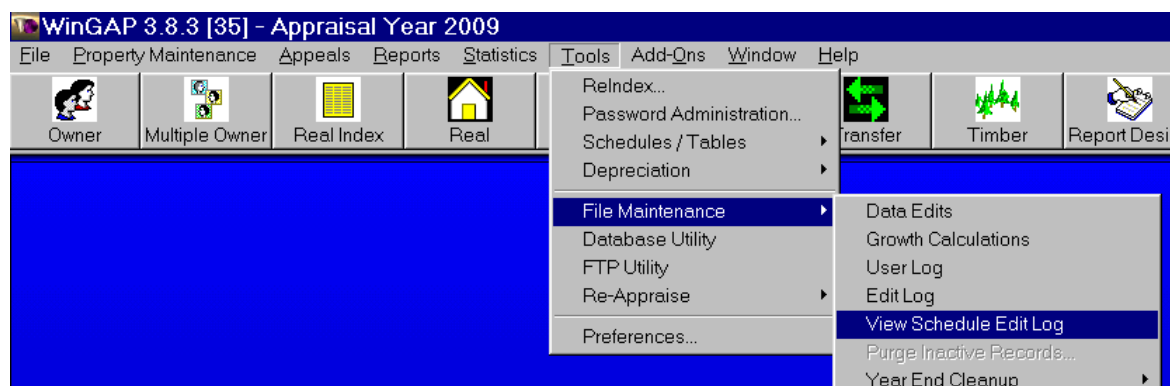 WinGAP 3.8.3 [35] - Appraisal Year 2009
File Property Maintenance Appeals Reports Statistics Tools Add-Ons Window Help
Owner Multiple Owner Real Index Real Transfer Timber Report Desi
ReIndex...
Password Administration...
Schedules / Tables
Depreciation
File Maintenance
Database Utility
FTP Utility
Re-Appraise
Preferences...
Data Edits
Growth Calculations
User Log
Edit Log
View Schedule Edit Log
Purge Inactive Records...
Year End Cleanup